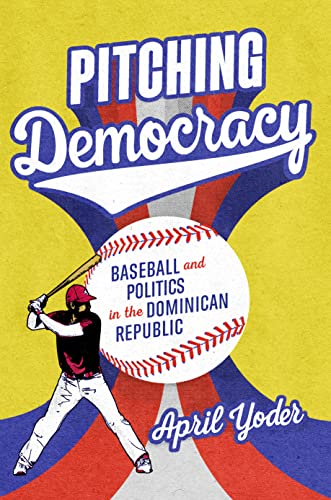 PITCHING
Democracy
BASEBALL and
POLITICS
in the DOMINICAN
REPUBLIC
April Yoder